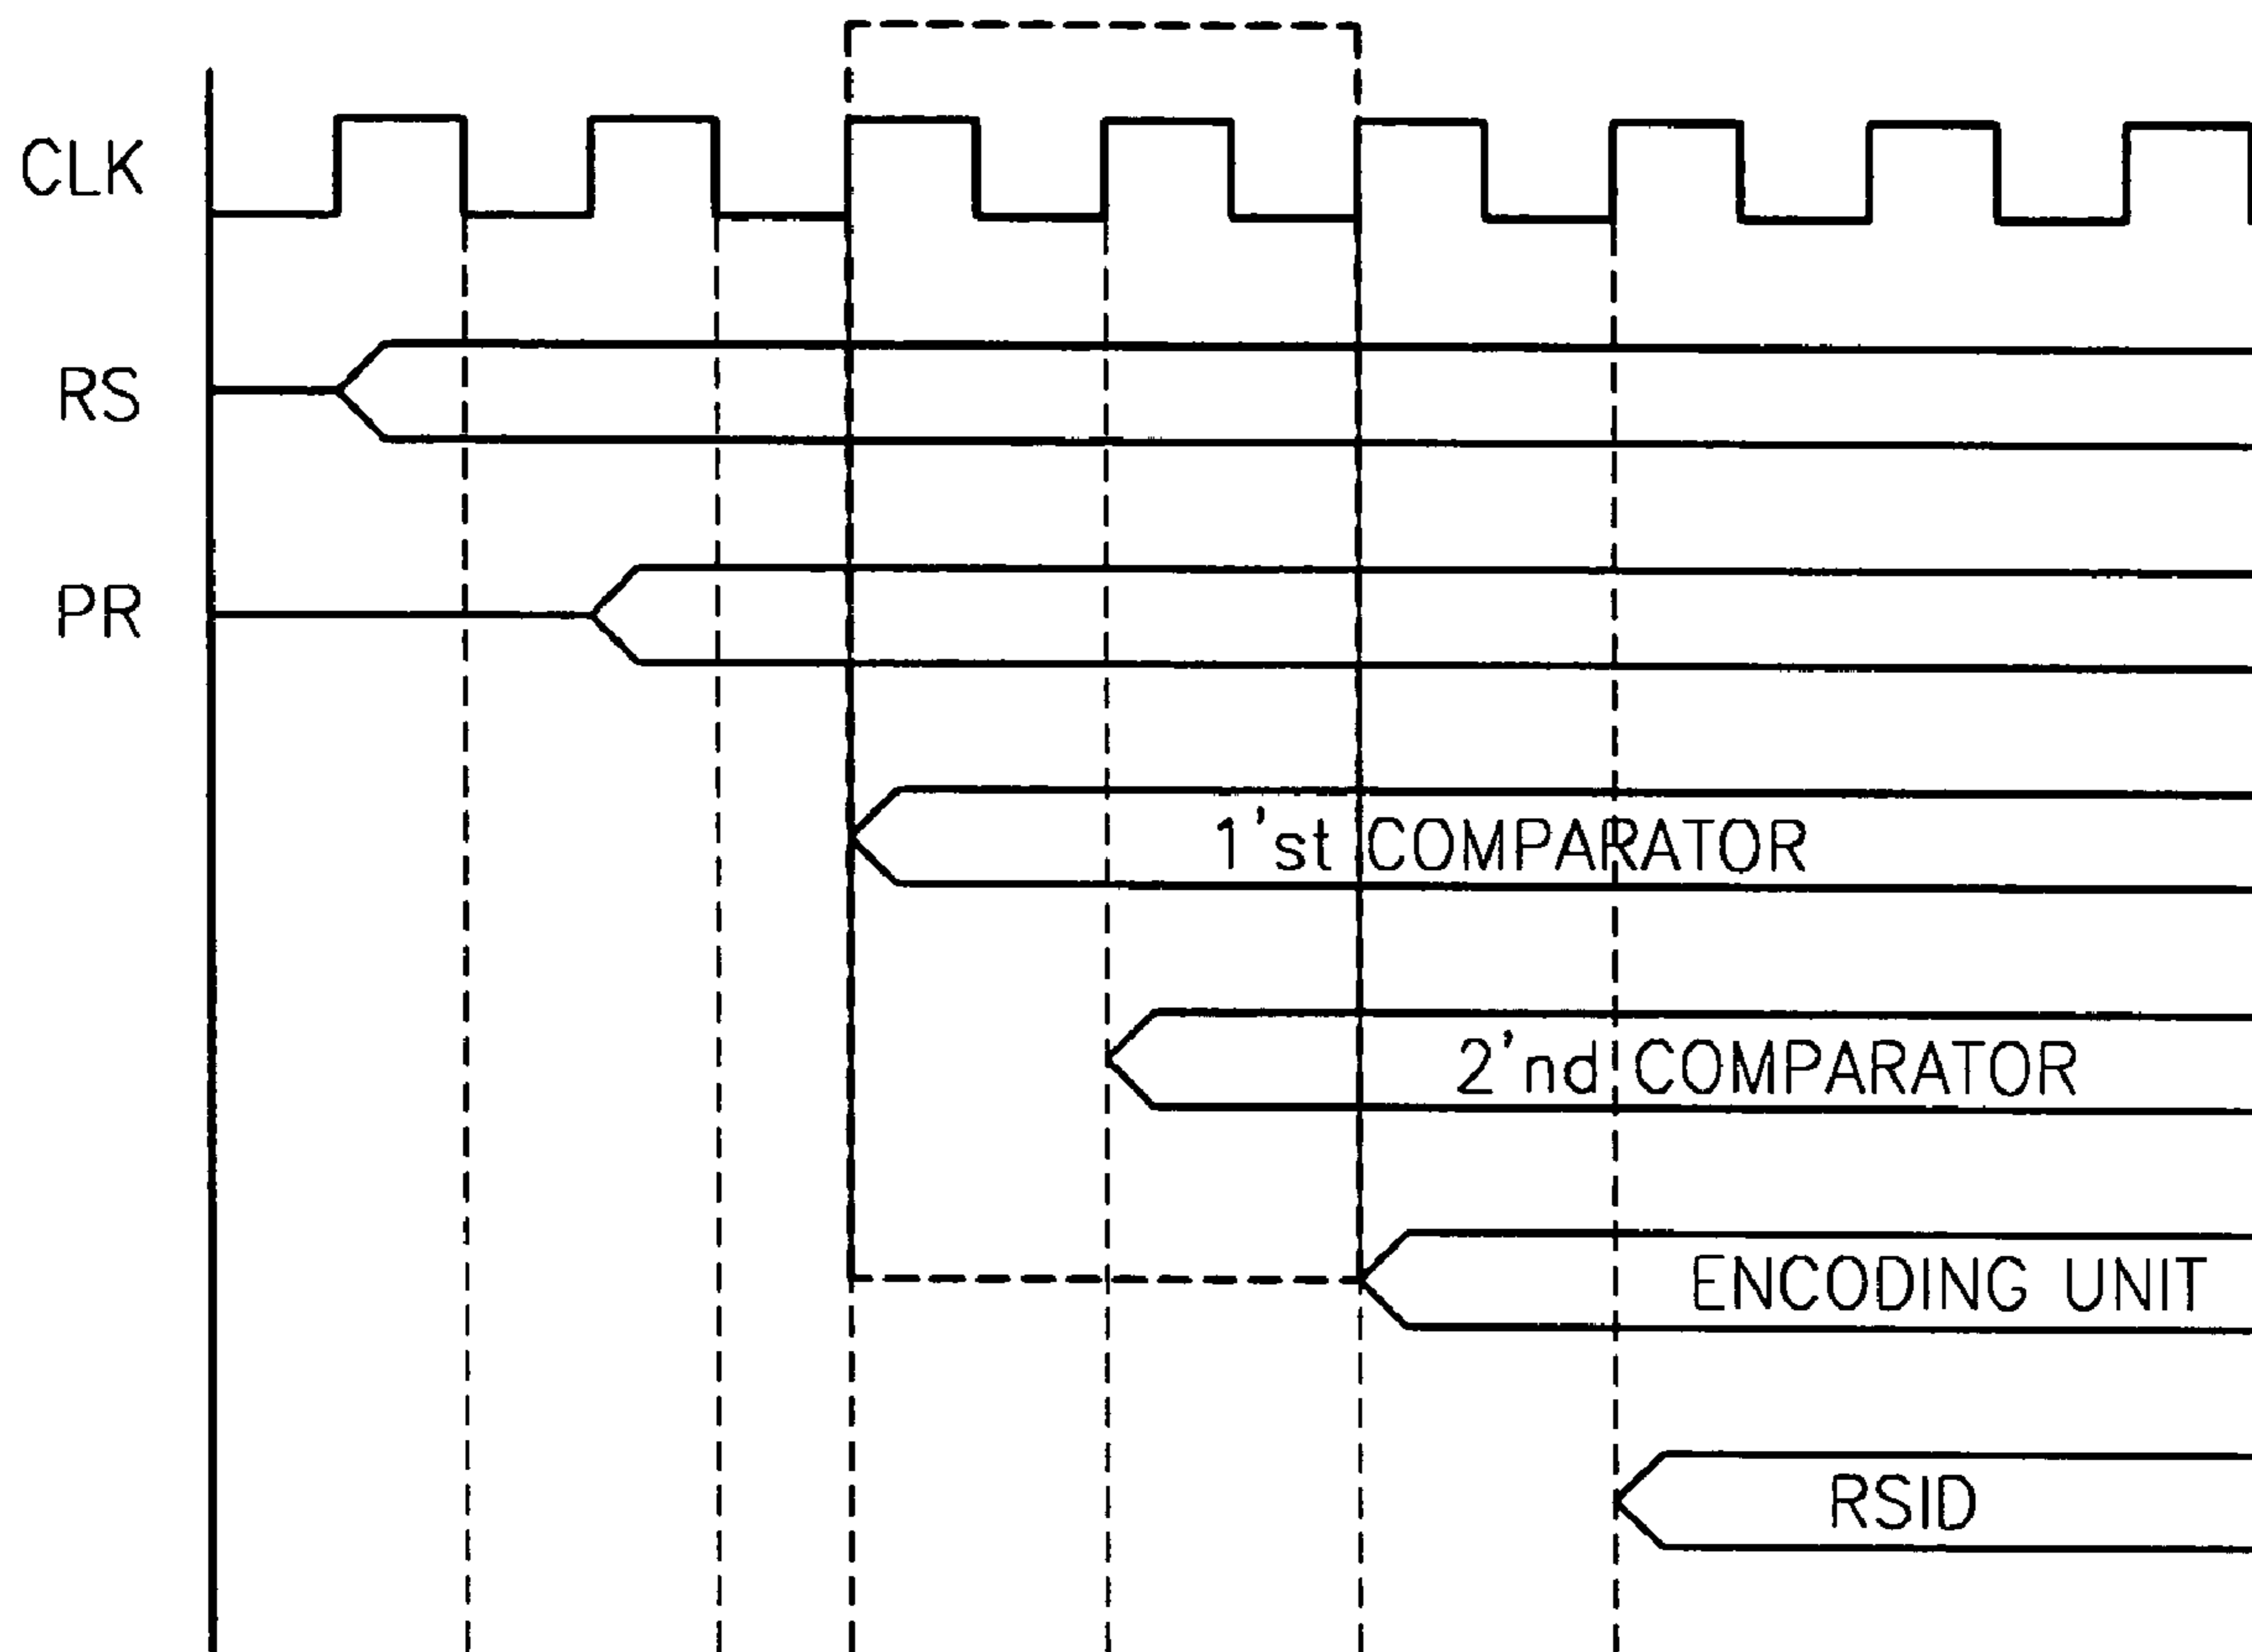 CLK
RS
PR
1'st COMPARATOR
2'nd COMPARATOR
ENCODING UNIT
RSID